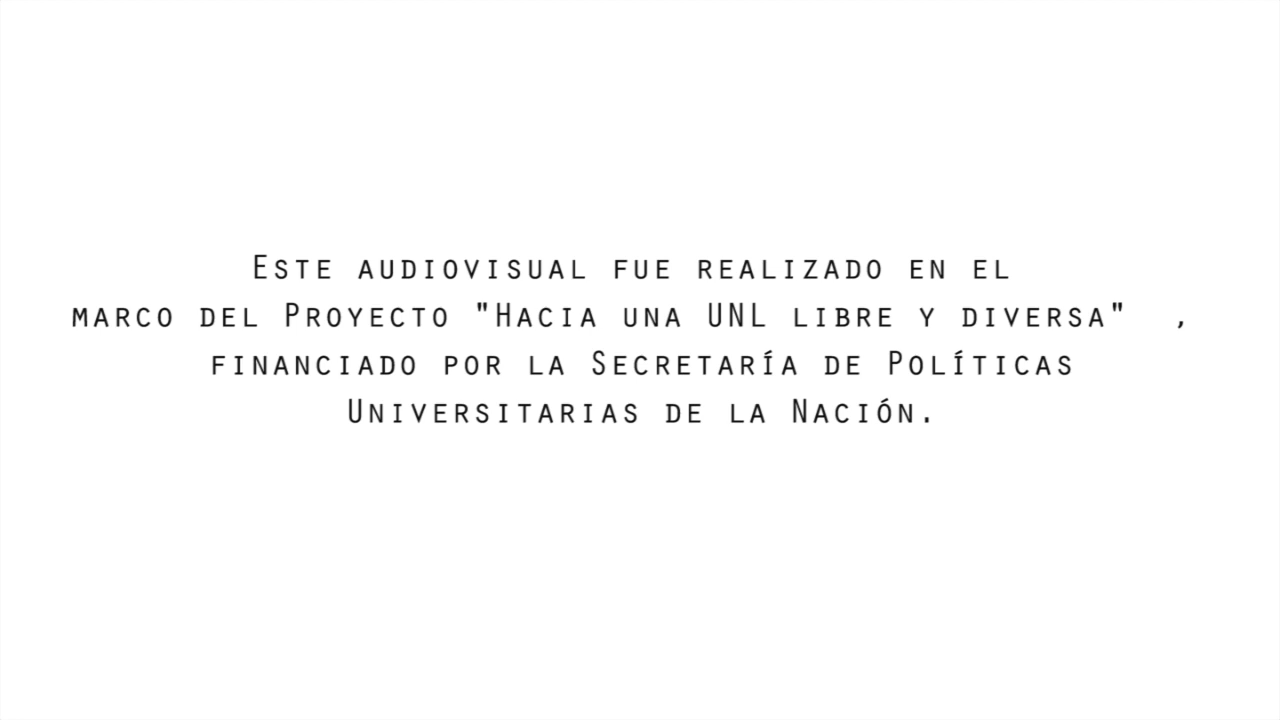 Este audiovisual fue realizado en el
marco del Proyecto "Hacia una UNL libre y diversa"  ,
financiado por la Secretaría de Políticas
Universitarias de la Nación.